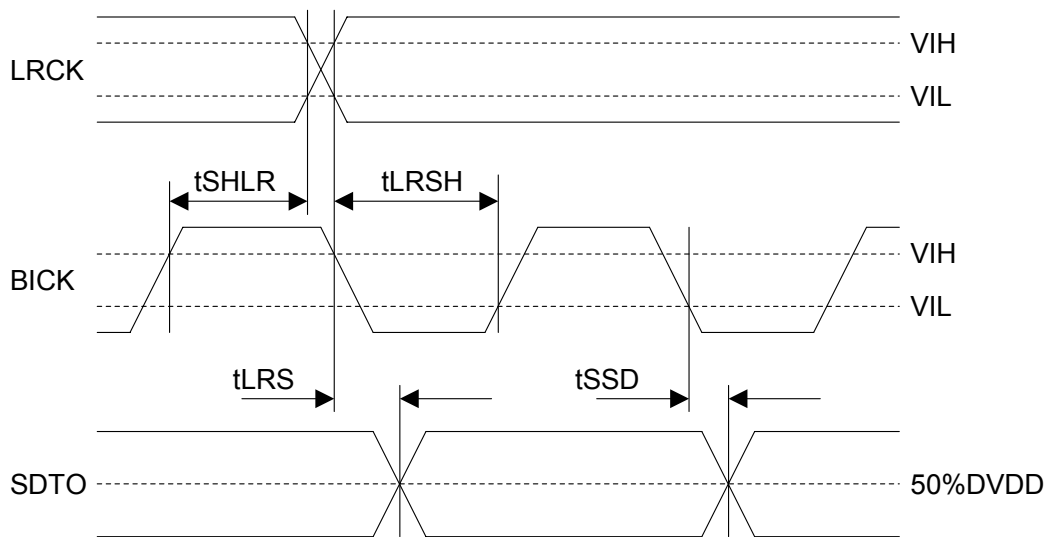 LRCK
VIH
VIL
tSHLR
tLRSH
BICK
VIH
VIL
tLRS
tSSD
SDTO
50%DVDD